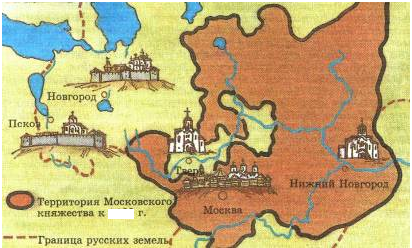 Новгород
Псков
Тверь
Нижний Новгород
Москва
Территория Московского
княжества к г.
Граница русских земель